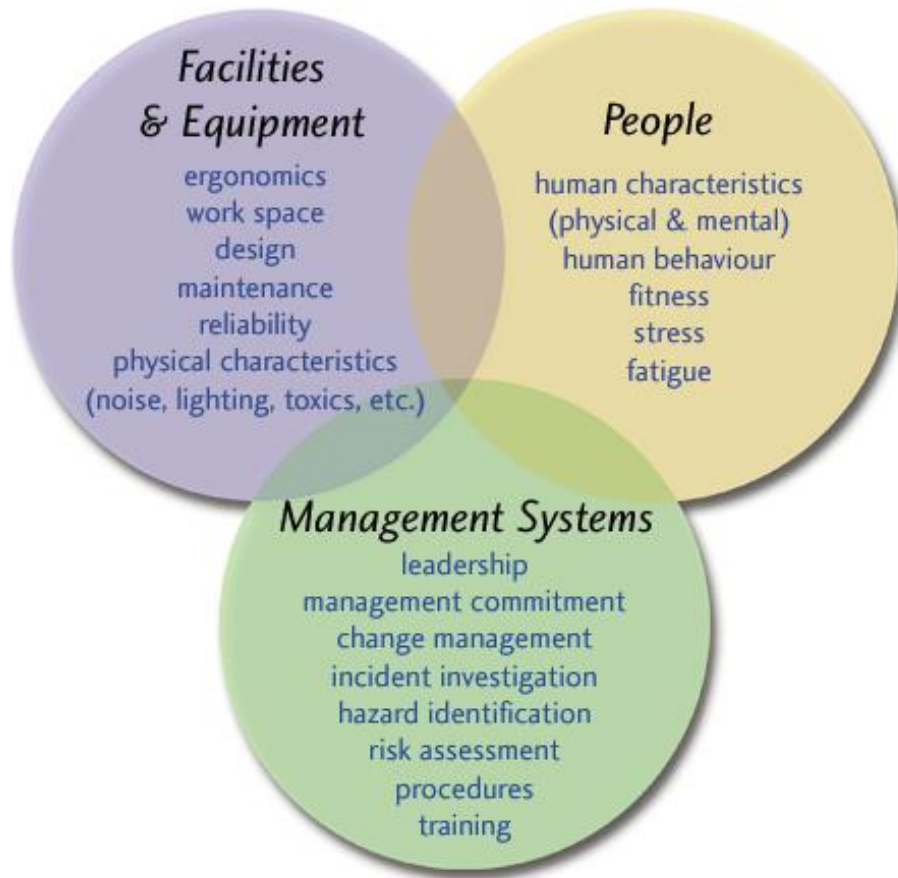 Facilities
& Equipment
ergonomics
work space
design
maintenance
reliability
physical characteristics
(noise, lighting, toxics, etc.)
People
human characteristics
(physical & mental)
human behaviour
fitness
stress
fatigue
Management Systems
leadership
management commitment
change management
incident investigation
hazard identification
risk assessment
procedures
training